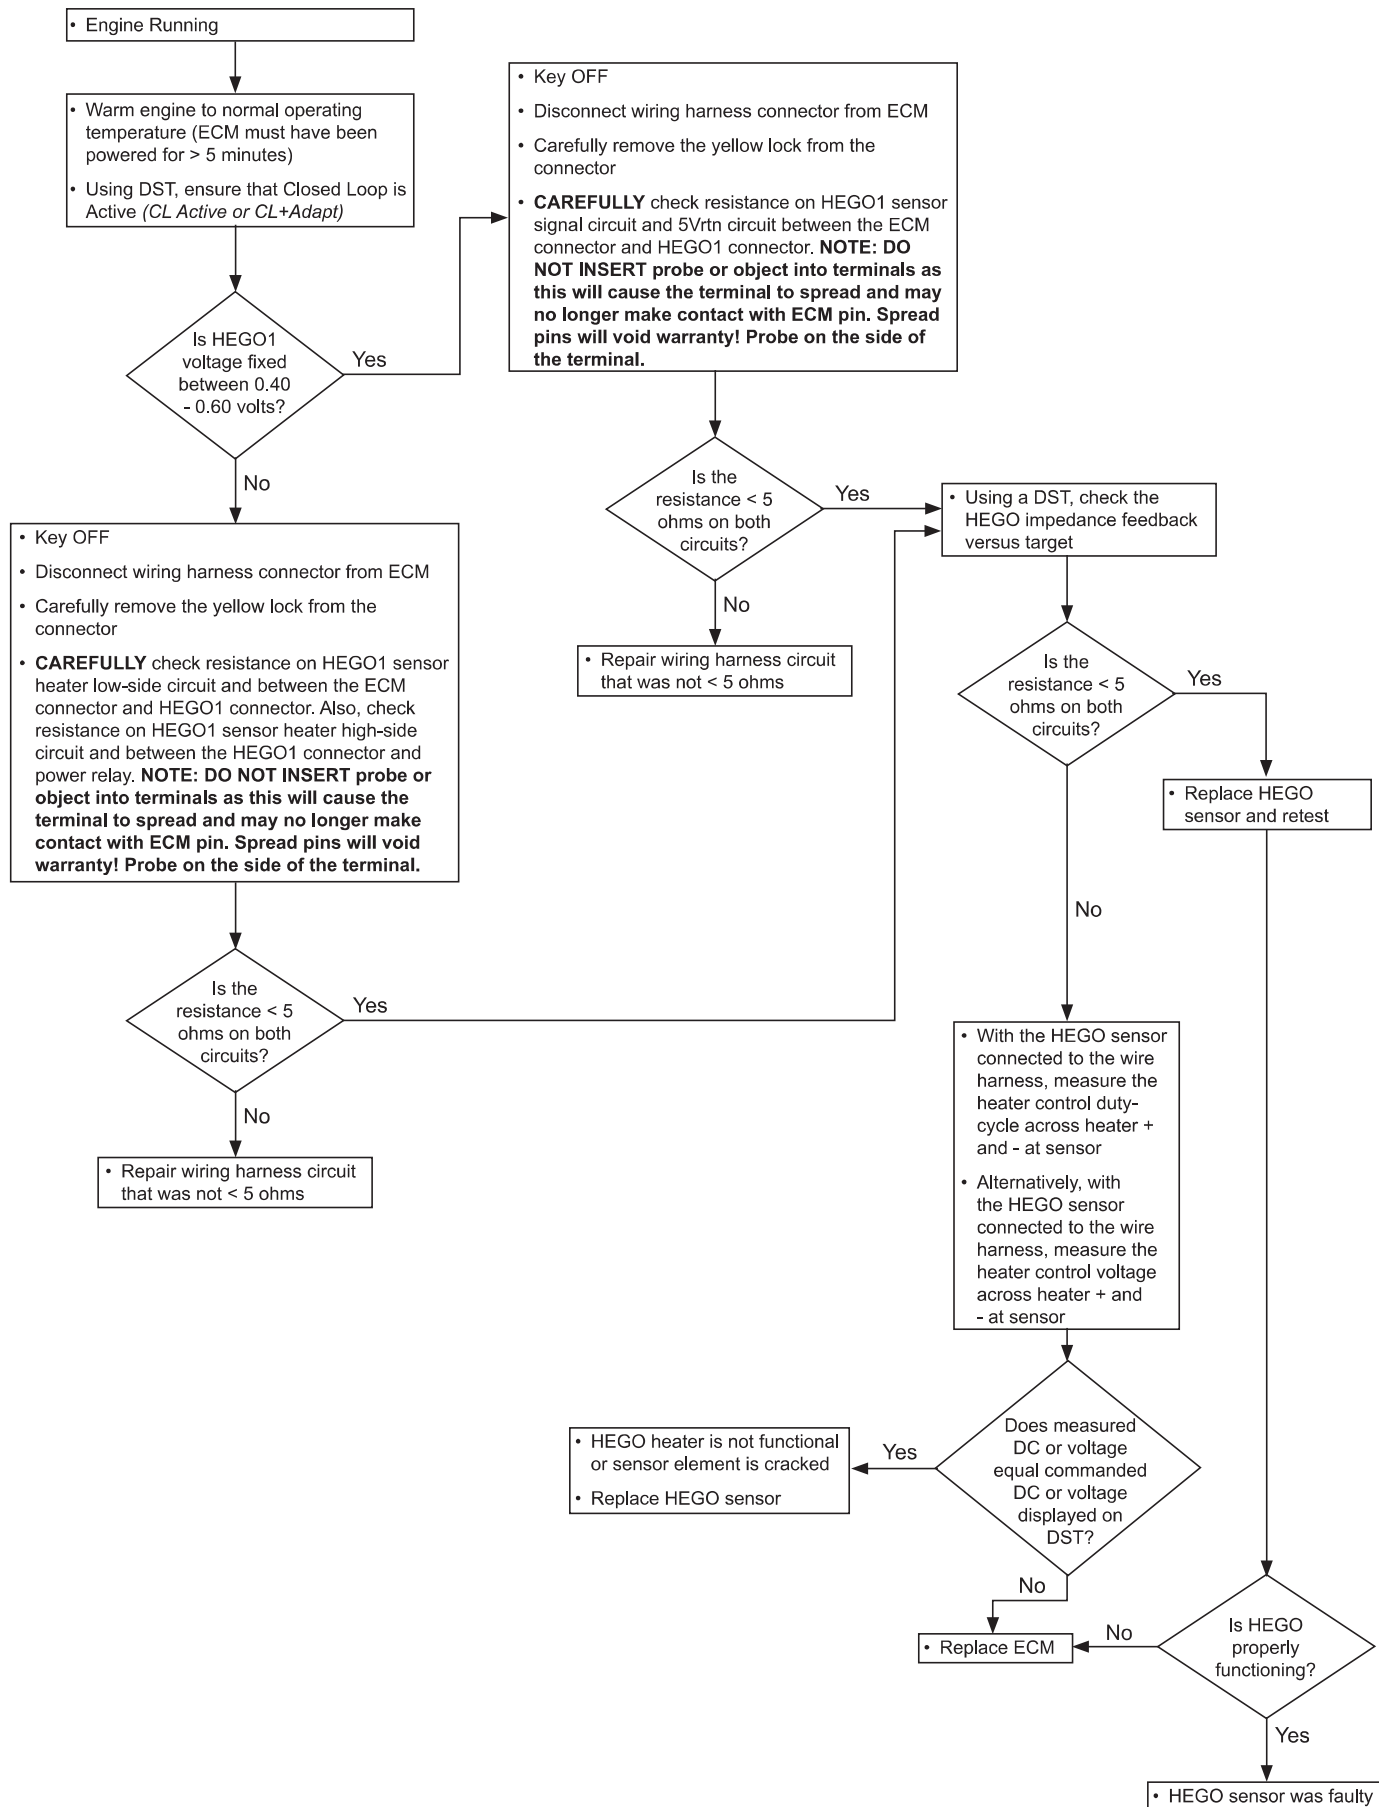 • Engine Running
• Warm engine to normal operating
temperature (ECM must have been
powered for > 5 minutes)
• Using DST, ensure that Closed Loop is
Active (CL Active or CL+Adapt)
Is HEGO1
voltage fixed
between 0.40
- 0.60 volts?
Yes
No
• Key OFF
• Disconnect wiring harness connector from ECM
• Carefully remove the yellow lock from the
connector
• CAREFULLY check resistance on HEGO1 sensor
signal circuit and 5Vrtn circuit between the ECM
connector and HEGO1 connector. NOTE: DO
NOT INSERT probe or object into terminals as
this will cause the terminal to spread and may
no longer make contact with ECM pin. Spread
pins will void warranty! Probe on the side of
the terminal.
Is the
resistance < 5
ohms on both
circuits?
Yes
No
• Repair wiring harness circuit
that was not < 5 ohms
• Key OFF
• Disconnect wiring harness connector from ECM
• Carefully remove the yellow lock from the
connector
• CAREFULLY check resistance on HEGO1 sensor
heater low-side circuit and between the ECM
connector and HEGO1 connector. Also, check
resistance on HEGO1 sensor heater high-side
circuit and between the HEGO1 connector and
power relay. NOTE: DO NOT INSERT probe or
object into terminals as this will cause the
terminal to spread and may no longer make
contact with ECM pin. Spread pins will void
warranty! Probe on the side of the terminal.
Is the
resistance < 5
ohms on both
circuits?
Yes
No
• Repair wiring harness circuit
that was not < 5 ohms
• Using a DST, check the
HEGO impedance feedback
versus target
Is the
resistance < 5
ohms on both
circuits?
Yes
• Replace HEGO
sensor and retest
No
• With the HEGO sensor
connected to the wire
harness, measure the
heater control duty-
cycle across heater +
and - at sensor
• Alternatively, with
the HEGO sensor
connected to the wire
harness, measure the
heater control voltage
across heater + and
- at sensor
Does measured
DC or voltage
equal commanded
DC or voltage
displayed on
DST?
Yes
• HEGO heater is not functional
or sensor element is cracked
• Replace HEGO sensor
No
• Replace ECM
No
Is HEGO
properly
functioning?
Yes
• HEGO sensor was faulty